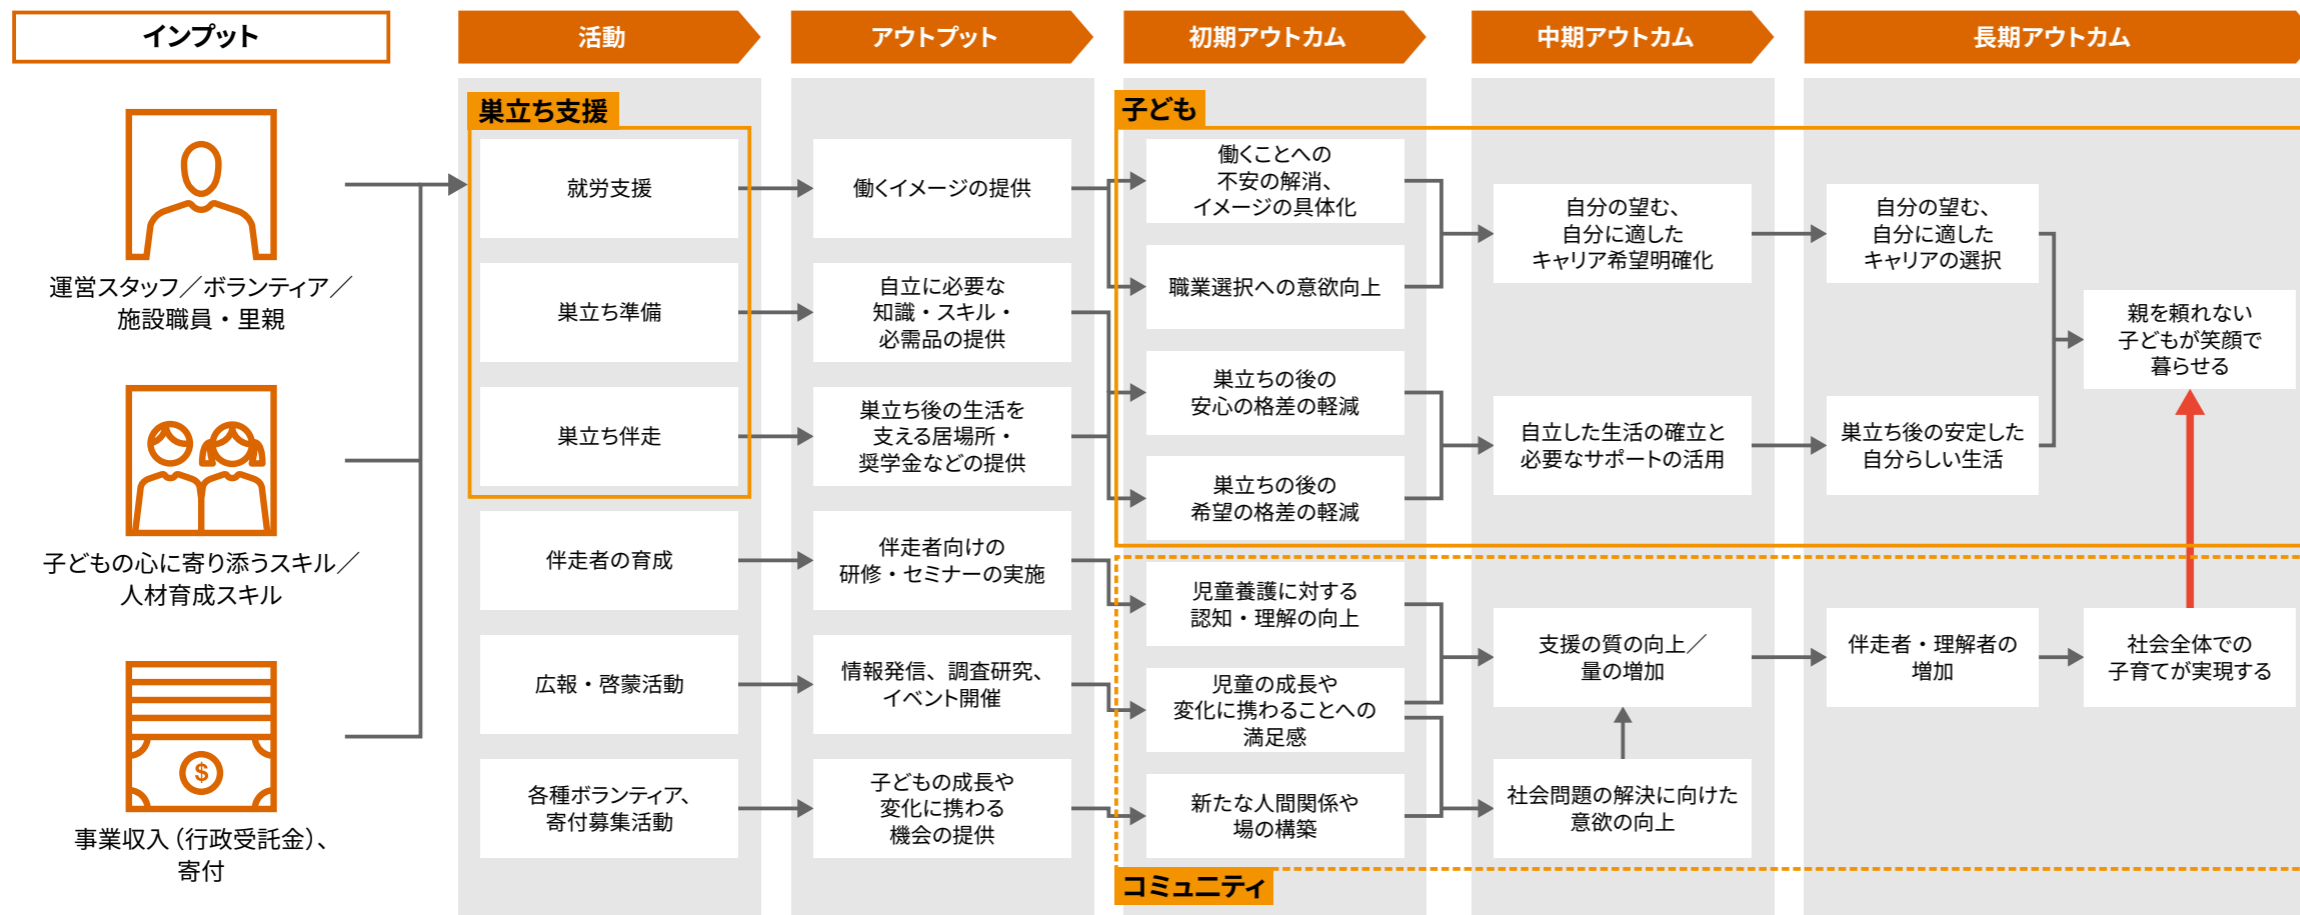 インプット
活動
アウトプット
初期アウトカム
中期アウトカム
長期アウトカム
運営スタッフ／ボランティア／
施設職員・里親
子どもの心に寄り添うスキル／
人材育成スキル
$
事業収入（行政受託金）、
寄付
巣立ち支援
就労支援
巣立ち準備
巣立ち伴走
伴走者の育成
広報・啓蒙活動
各種ボランティア、
寄付募集活動
働くイメージの提供
自立に必要な
知識・スキル・
必需品の提供
巣立ち後の生活を
支える居場所・
奨学金などの提供
伴走者向けの
研修・セミナーの実施
情報発信、調査研究、
イベント開催
子どもの成長や
変化に携わる
機会の提供
子ども
働くことへの
不安の解消、
イメージの具体化
職業選択への意欲向上
巣立ちの後の
安心の格差の軽減
巣立ちの後の
希望の格差の軽減
児童養護に対する
認知・理解の向上
児童の成長や
変化に携わることへの
満足感
新たな人間関係や
場の構築
コミュニティ
自分の望む、
自分に適した
キャリア希望明確化
自立した生活の確立と
必要なサポートの活用
支援の質の向上／
量の増加
社会問題の解決に向けた
意欲の向上
自分の望む、
自分に適した
キャリアの選択
巣立ち後の安定した
自分らしい生活
伴走者・理解者の
増加
親を頼れない
子どもが笑顔で
暮らせる
社会全体での
子育てが実現する